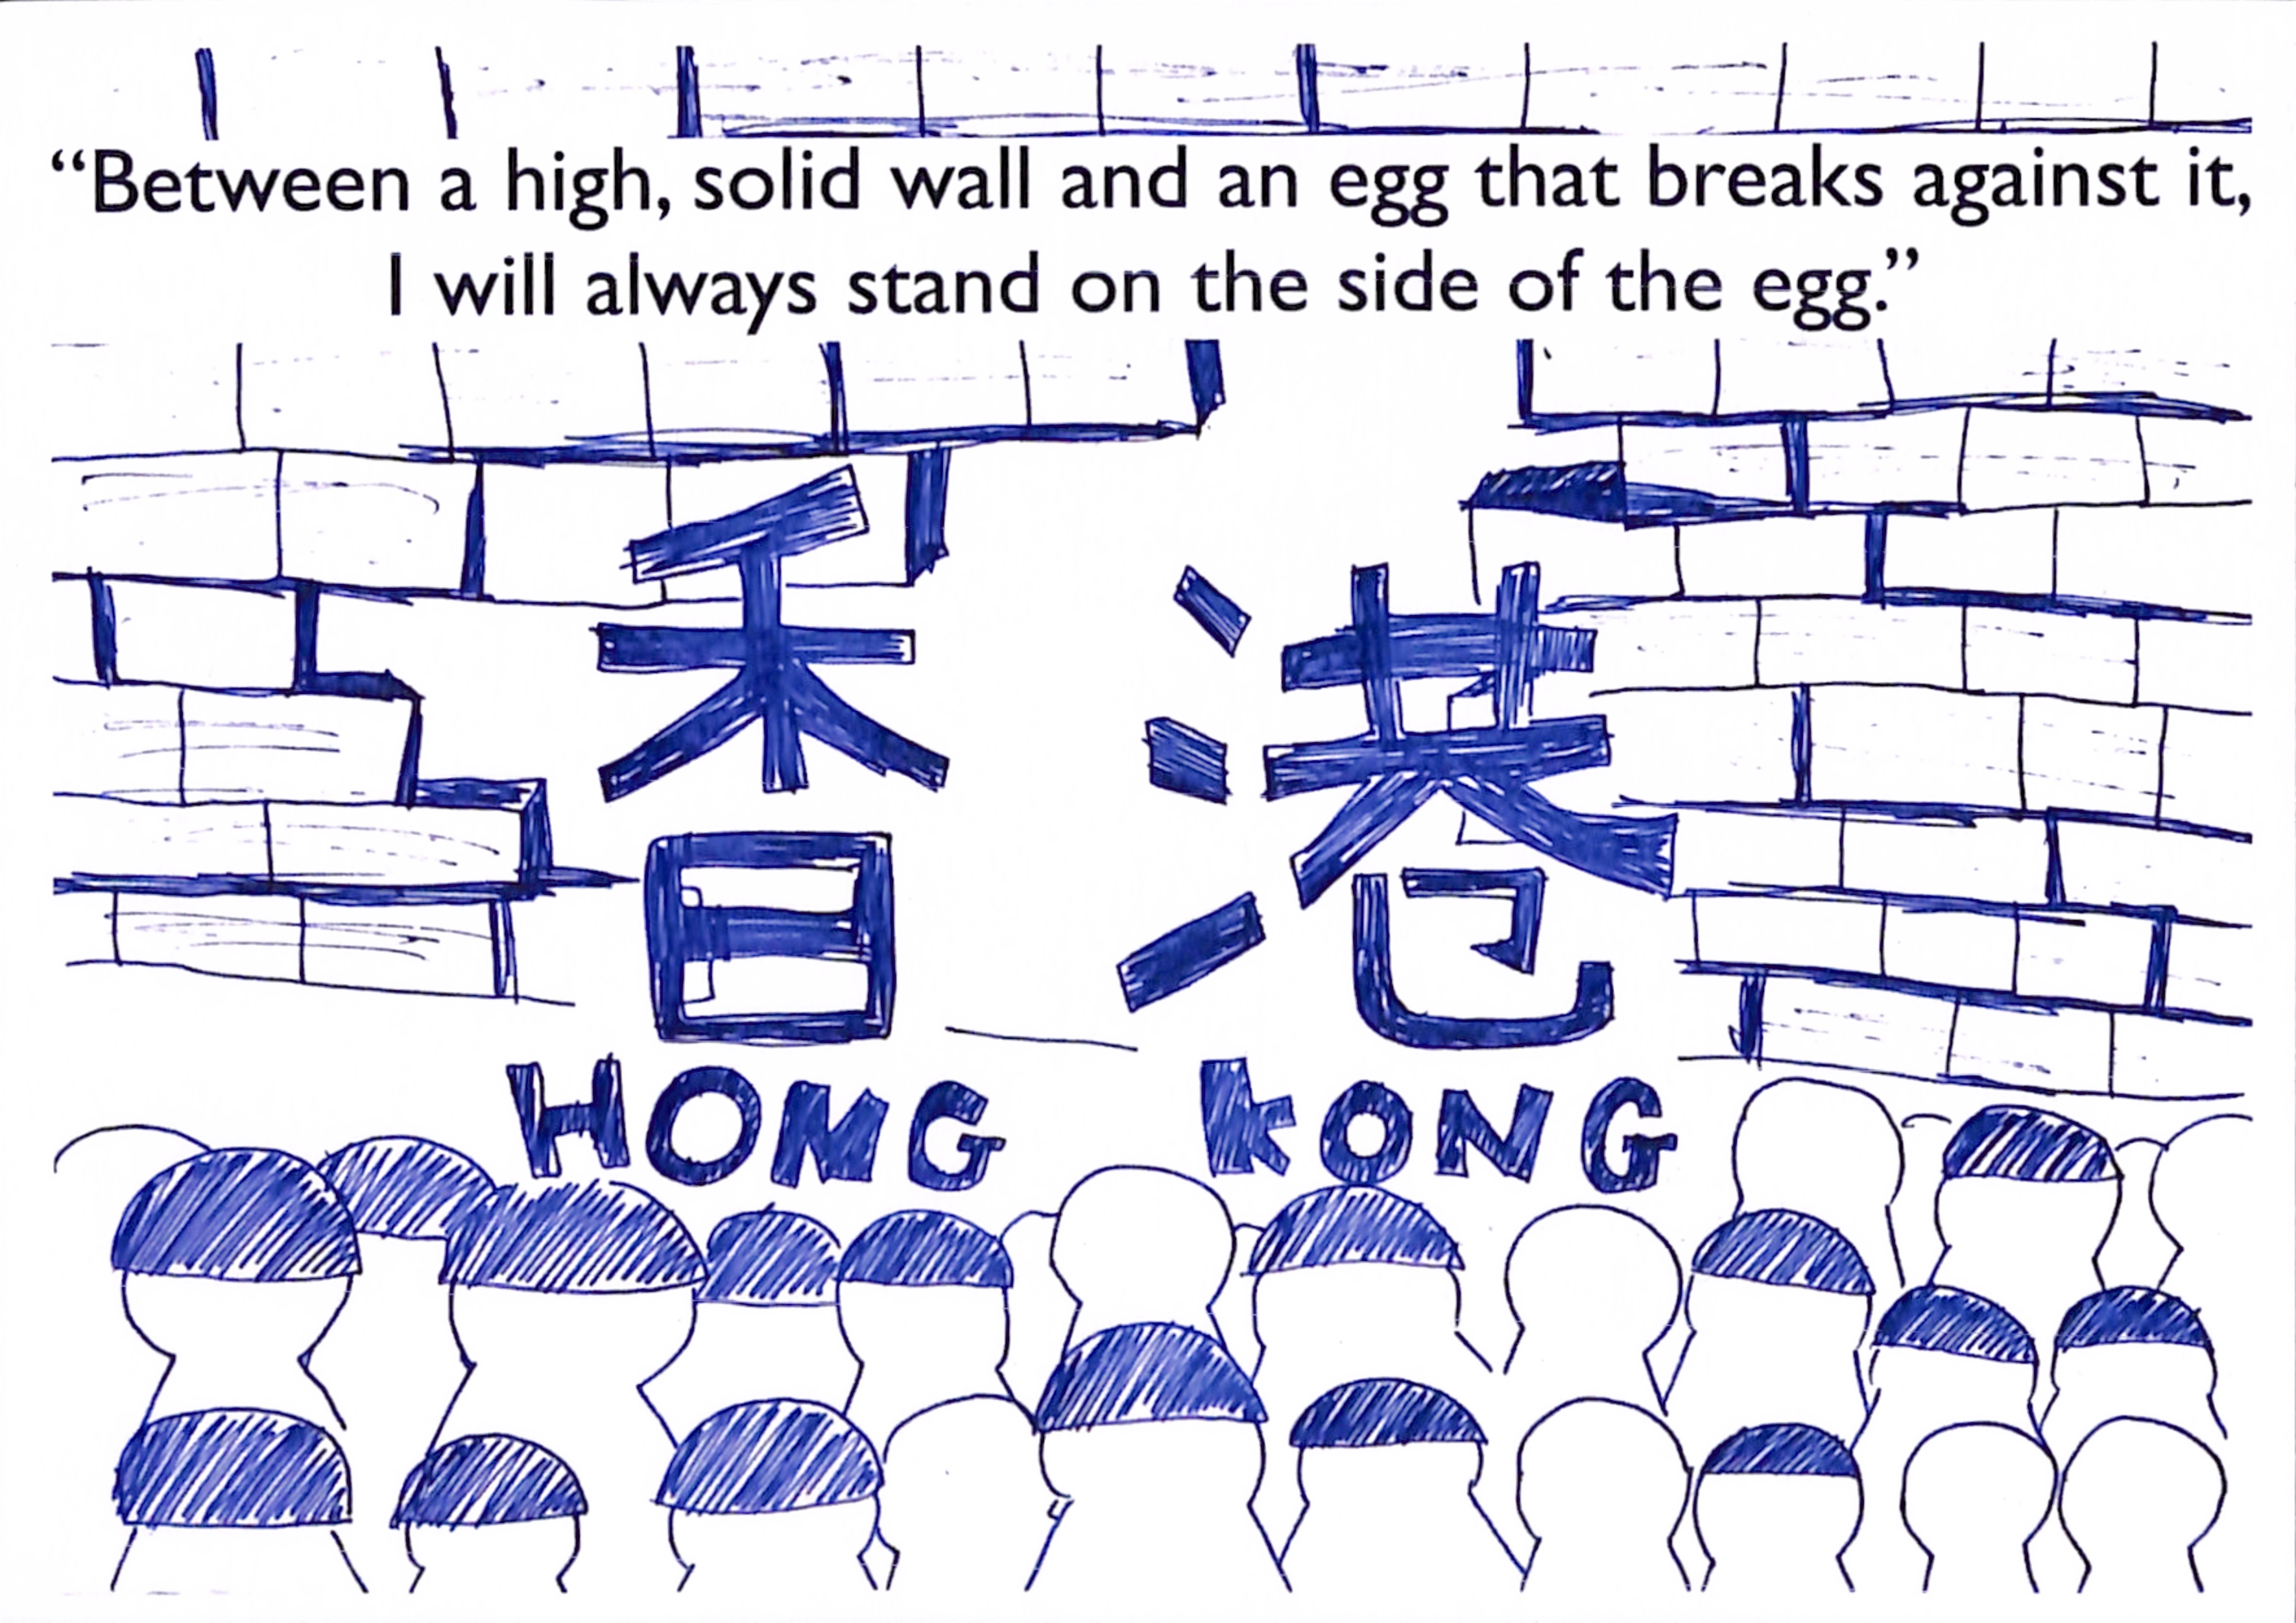 “Between a high, solid wall and an egg that breaks against it,
I will always stand on the side of the egg.”
香港
HONG KONG